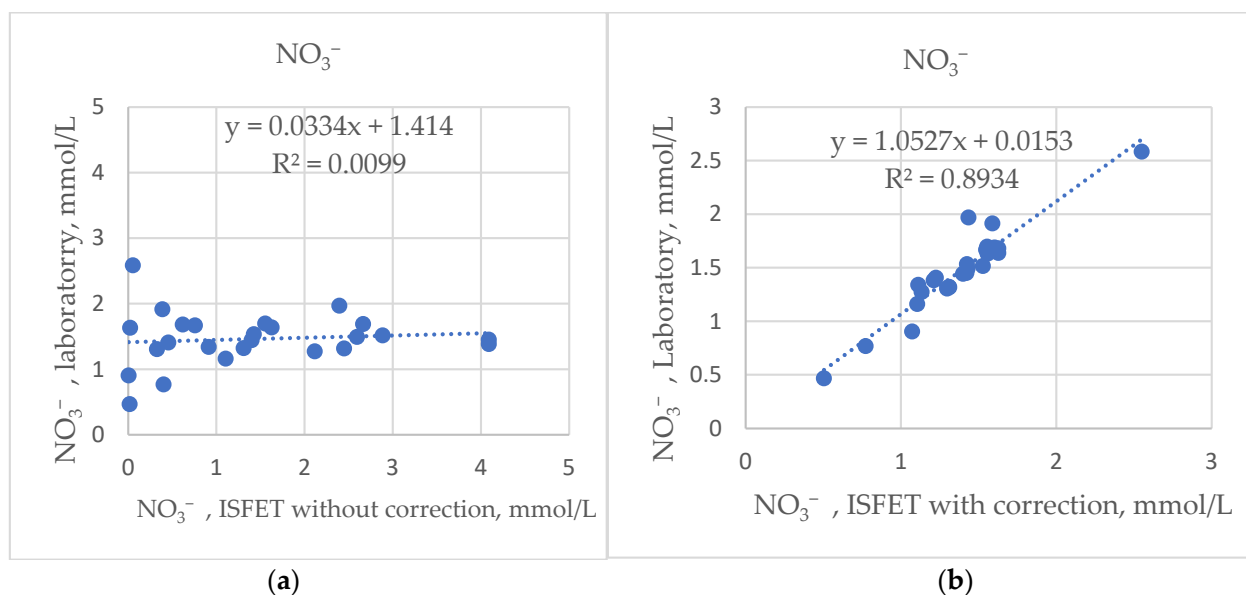 NO₃⁻
y = 0.0334x + 1.414
R² = 0.0099
5
4
3
2
1
0
0 1 2 3 4 5
NO₃⁻ , laboratorry, mmol/L
NO₃⁻ , ISFET without correction, mmol/L
(a)
NO₃⁻
y = 1.0527x + 0.0153
R² = 0.8934
3
2.5
2
1.5
1
0.5
0
0 1 2 3
NO₃⁻ , Laboratory, mmol/L
NO₃⁻ , ISFET with correction, mmol/L
(b)